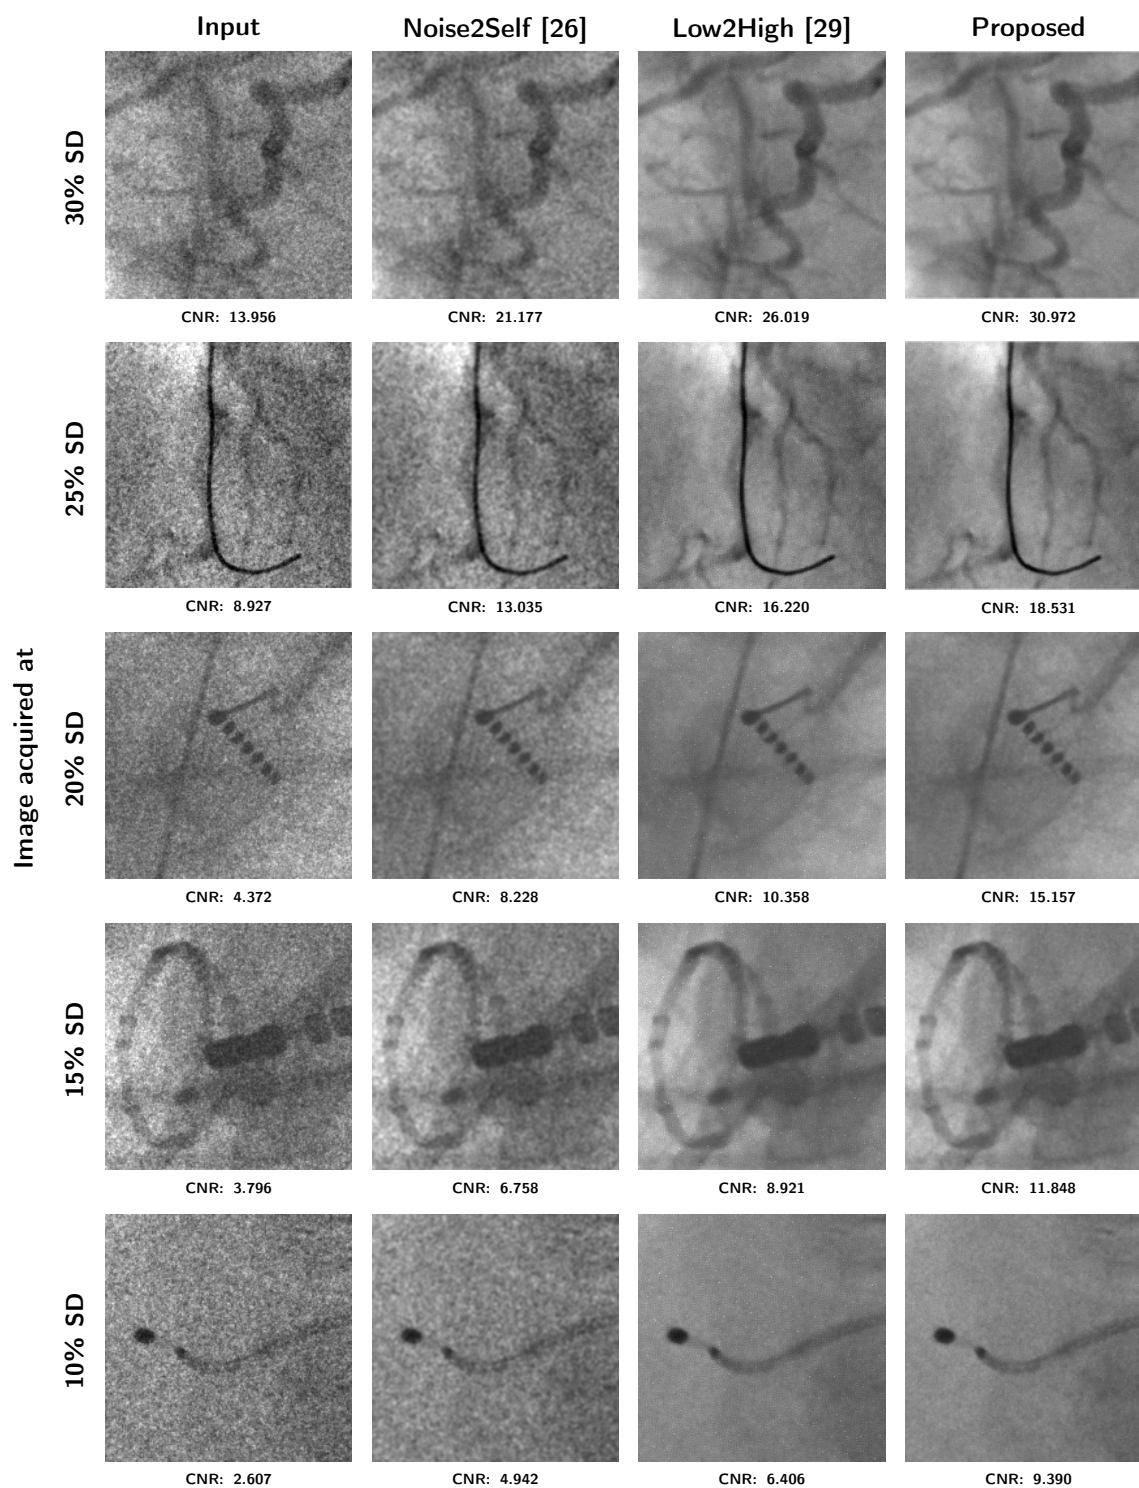 Input Noise2Self [26] Low2High [29] Proposed
30% SD
CNR: 13.956 CNR: 21.177 CNR: 26.019 CNR: 30.972
25% SD
CNR: 8.927 CNR: 13.035 CNR: 16.220 CNR: 18.531
Image acquired at
20% SD
CNR: 4.372 CNR: 8.228 CNR: 10.358 CNR: 15.157
15% SD
CNR: 3.796 CNR: 6.758 CNR: 8.921 CNR: 11.848
10% SD
CNR: 2.607 CNR: 4.942 CNR: 6.406 CNR: 9.390